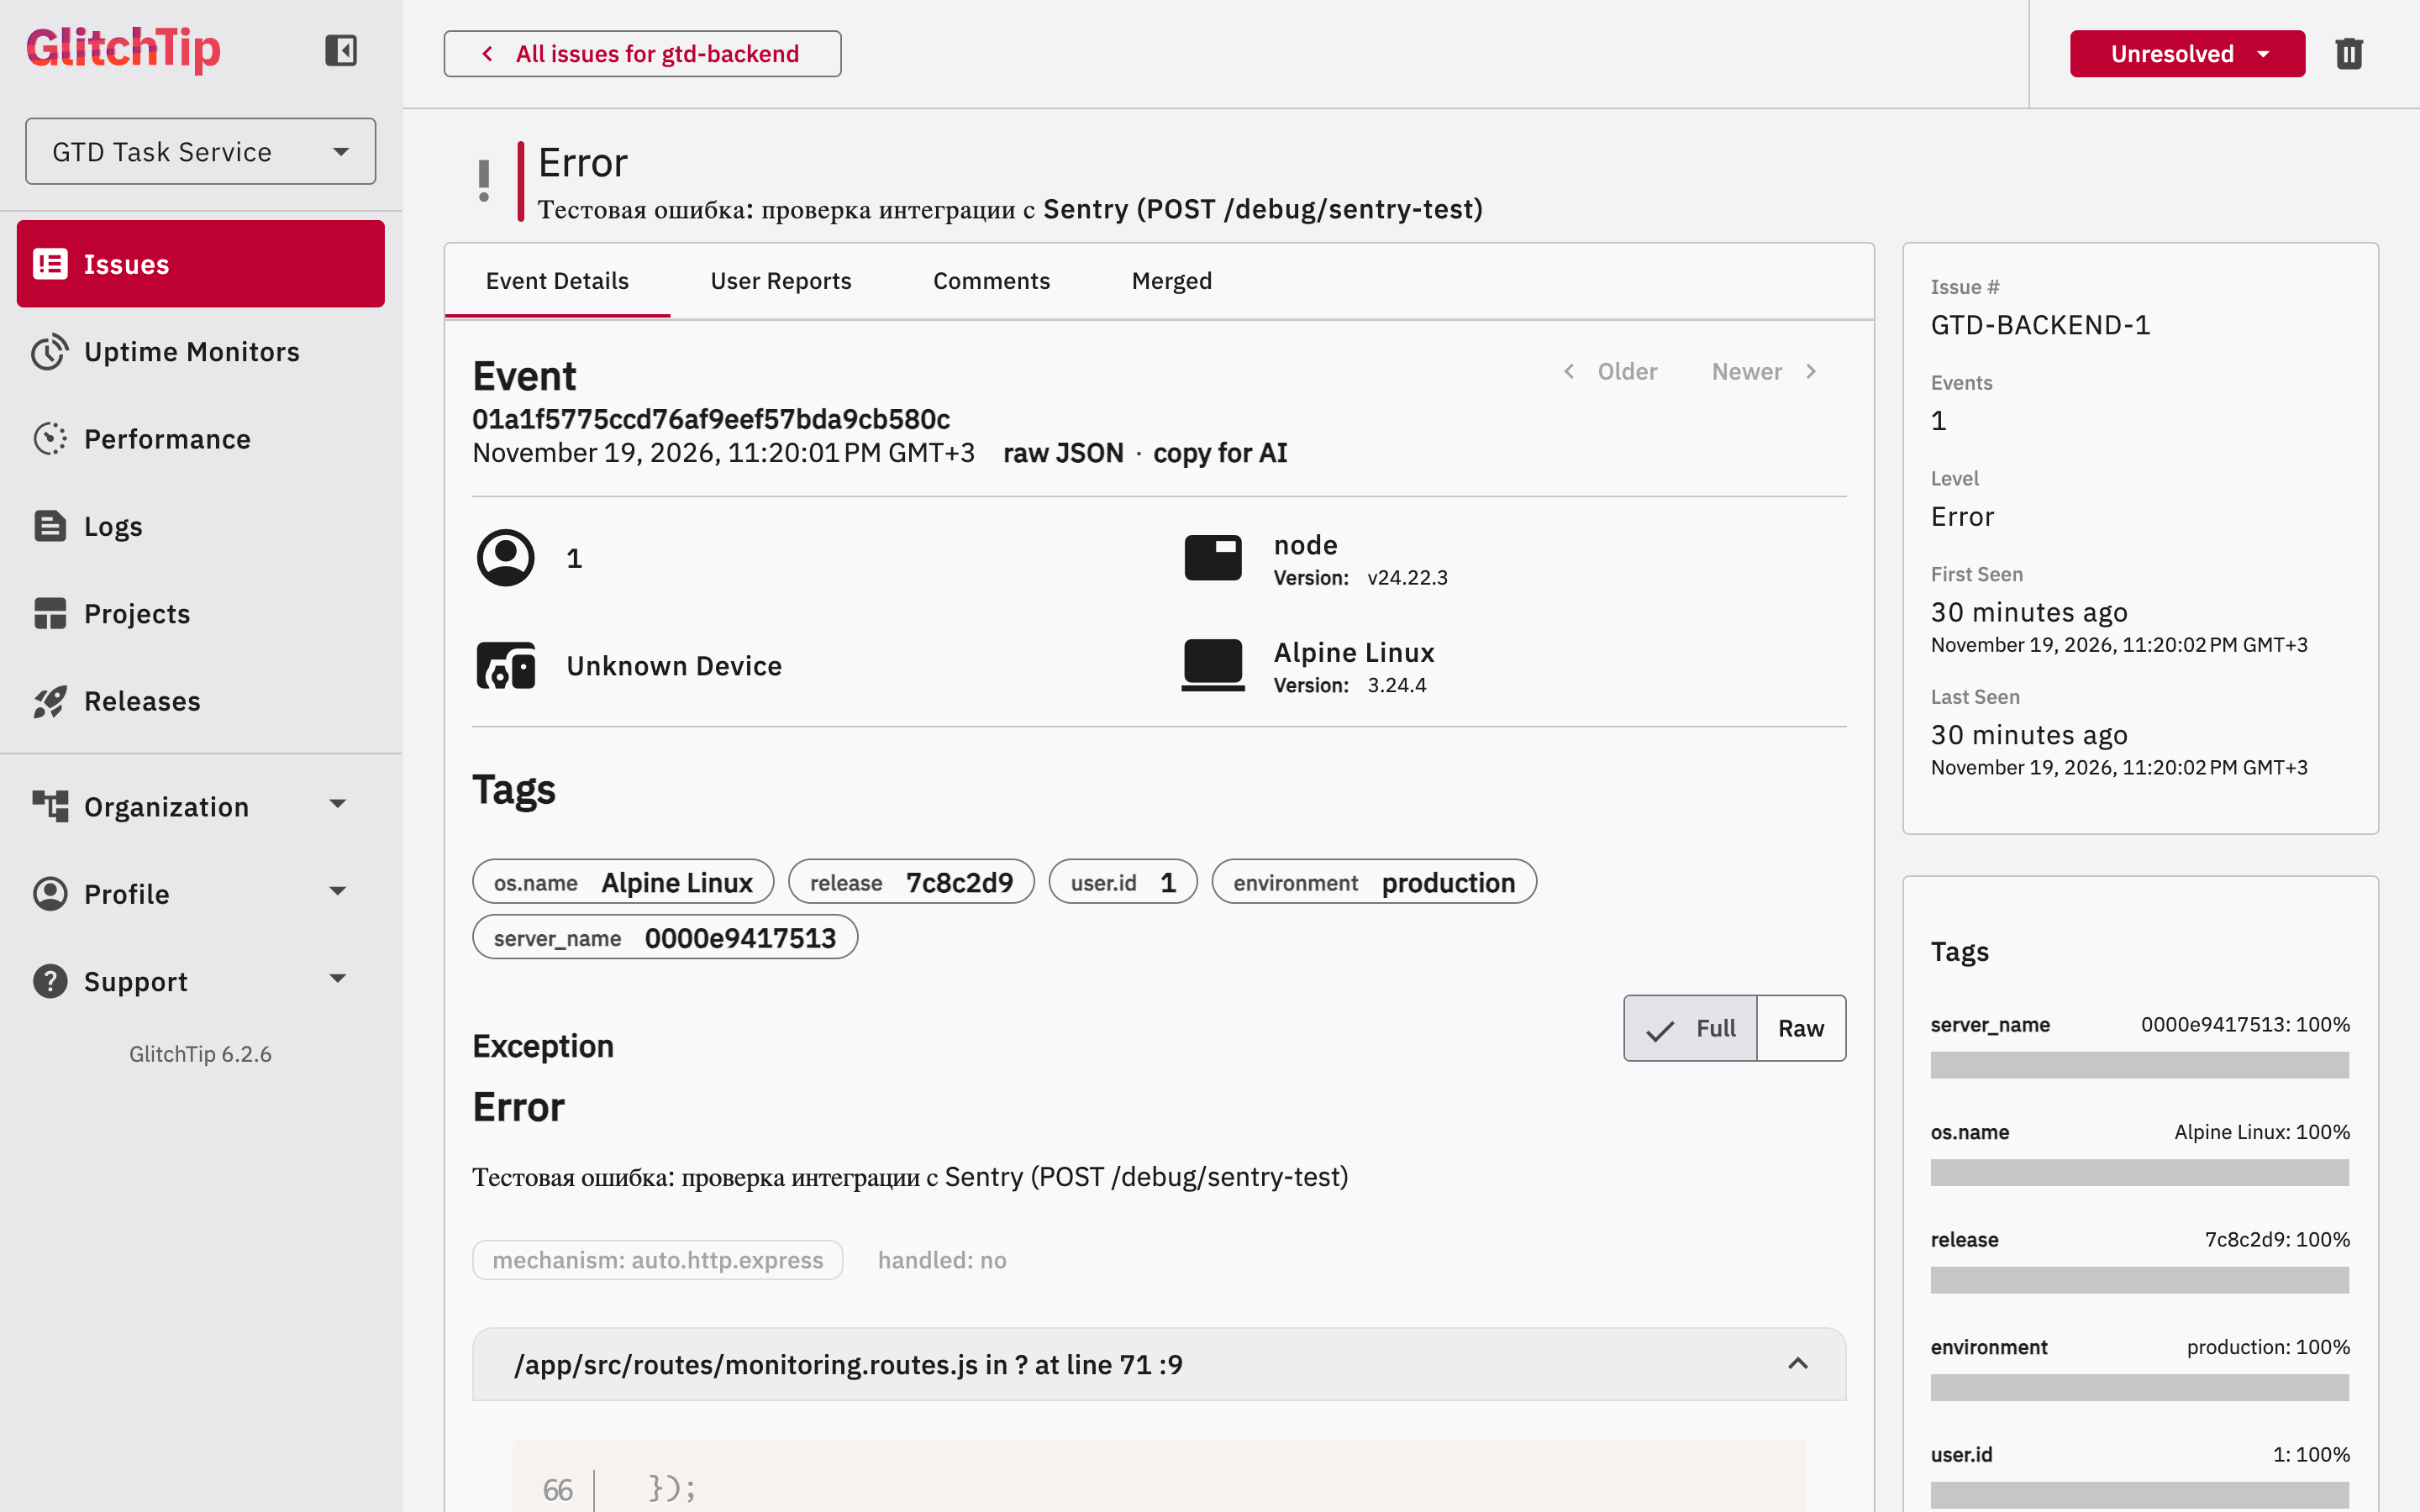 GlitchTip
GTD Task Service
Issues
Uptime Monitors
Performance
Logs
Projects
Releases
Organization
Profile
Support
GlitchTip 6.2.6
All issues for gtd-backend
Unresolved
Error
Тестовая ошибка: проверка интеграции с Sentry (POST /debug/sentry-test)
Event Details
User Reports
Comments
Merged
Event
Older
Newer
01a1f5775ccd76af9eef57bda9cb580c
November 19, 2026, 11:20:01 PM GMT+3 raw JSON · copy for AI
1
node
Version: v24.22.3
Unknown Device
Alpine Linux
Version: 3.24.4
Tags
os.name Alpine Linux
release 7c8c2d9
user.id 1
environment production
server_name 0000e9417513
Full
Raw
Exception
Error
Тестовая ошибка: проверка интеграции с Sentry (POST /debug/sentry-test)
mechanism: auto.http.express
handled: no
/app/src/routes/monitoring.routes.js in ? at line 71 :9
66 });
Issue #
GTD-BACKEND-1
Events
1
Level
Error
First Seen
30 minutes ago
November 19, 2026, 11:20:02 PM GMT+3
Last Seen
30 minutes ago
November 19, 2026, 11:20:02 PM GMT+3
Tags
server_name 0000e9417513: 100%
os.name Alpine Linux: 100%
release 7c8c2d9: 100%
environment production: 100%
user.id 1: 100%